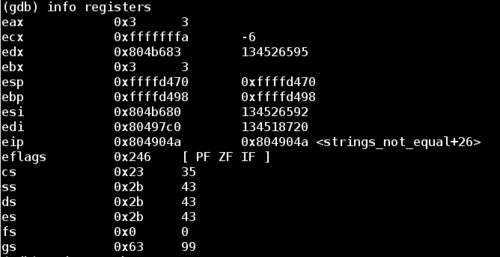 (gdb) info registers
eax 0x3 3
ecx 0xfffffffa -6
edx 0x804b683 134526595
ebx 0x3 3
esp 0xffffd470 0xffffd470
ebp 0xffffd498 0xffffd498
esi 0x804b680 134526592
edi 0x80497c0 134518720
eip 0x804904a 0x804904a <strings_not_equal+26>
eflags 0x246 [ PF ZF IF ]
cs 0x23 35
ss 0x2b 43
ds 0x2b 43
es 0x2b 43
fs 0x0 0
gs 0x63 99